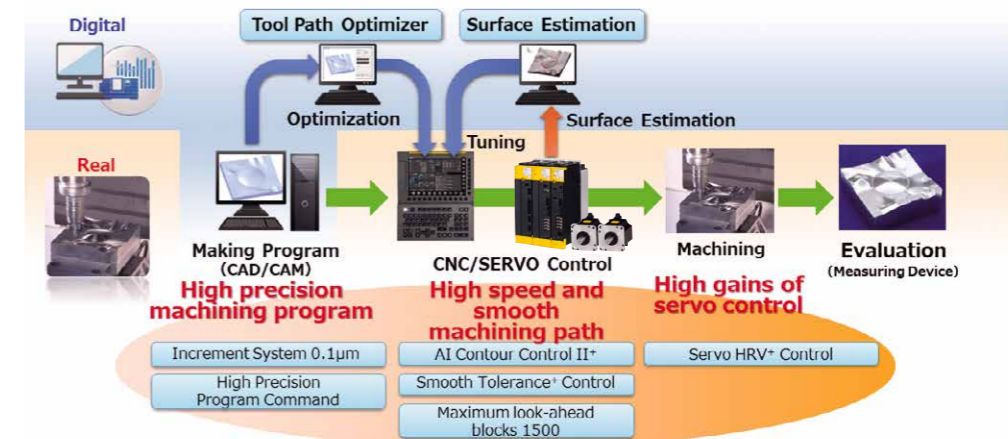 Digital
Tool Path Optimizer
Surface Estimation
Optimization
Tuning
Surface Estimation
Real
Making Program
(CAD/CAM)
CNC/SERVO Control
Machining
Evaluation
(Measuring Device)
High precision
machining program
High speed and
smooth
machining path
High gains of
servo control
Increment System 0.1μm
High Precision
Program Command
AI Contour Control II⁺
Smooth Tolerance⁺ Control
Maximum look-ahead
blocks 1500
Servo HRV⁺ Control